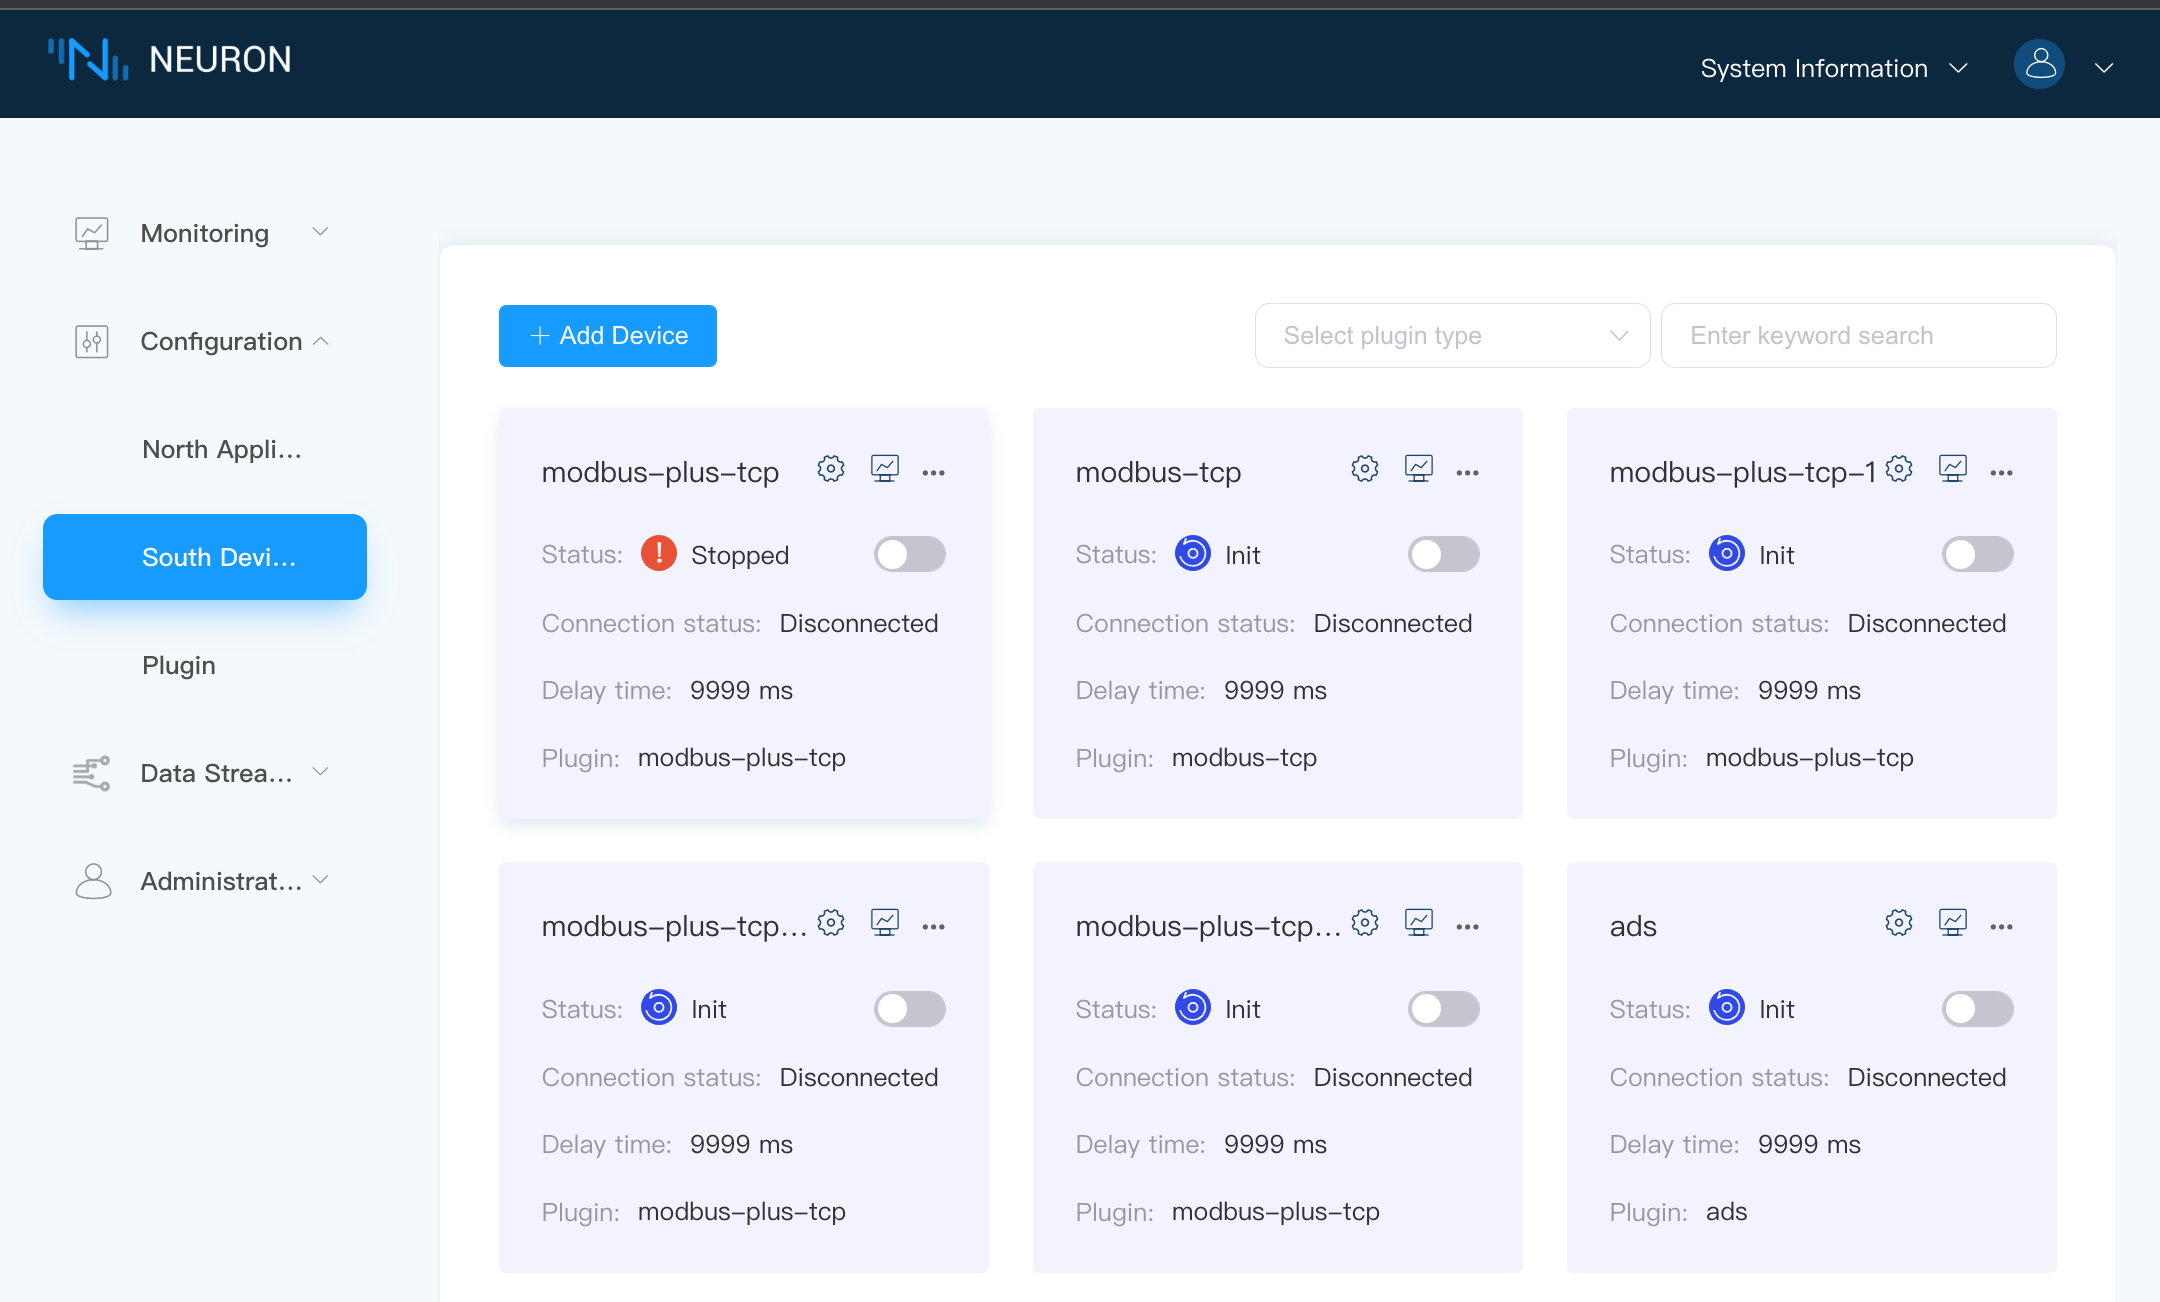 NEURON
System Information
Monitoring
Configuration
North Appli...
South Devi...
Plugin
Data Strea...
Administrat...
+ Add Device
Select plugin type
Enter keyword search
modbus-plus-tcp
Status: Stopped
Connection status: Disconnected
Delay time: 9999 ms
Plugin: modbus-plus-tcp
modbus-tcp
Status: Init
Connection status: Disconnected
Delay time: 9999 ms
Plugin: modbus-tcp
modbus-plus-tcp-1
Status: Init
Connection status: Disconnected
Delay time: 9999 ms
Plugin: modbus-plus-tcp
modbus-plus-tcp...
Status: Init
Connection status: Disconnected
Delay time: 9999 ms
Plugin: modbus-plus-tcp
modbus-plus-tcp...
Status: Init
Connection status: Disconnected
Delay time: 9999 ms
Plugin: modbus-plus-tcp
ads
Status: Init
Connection status: Disconnected
Delay time: 9999 ms
Plugin: ads